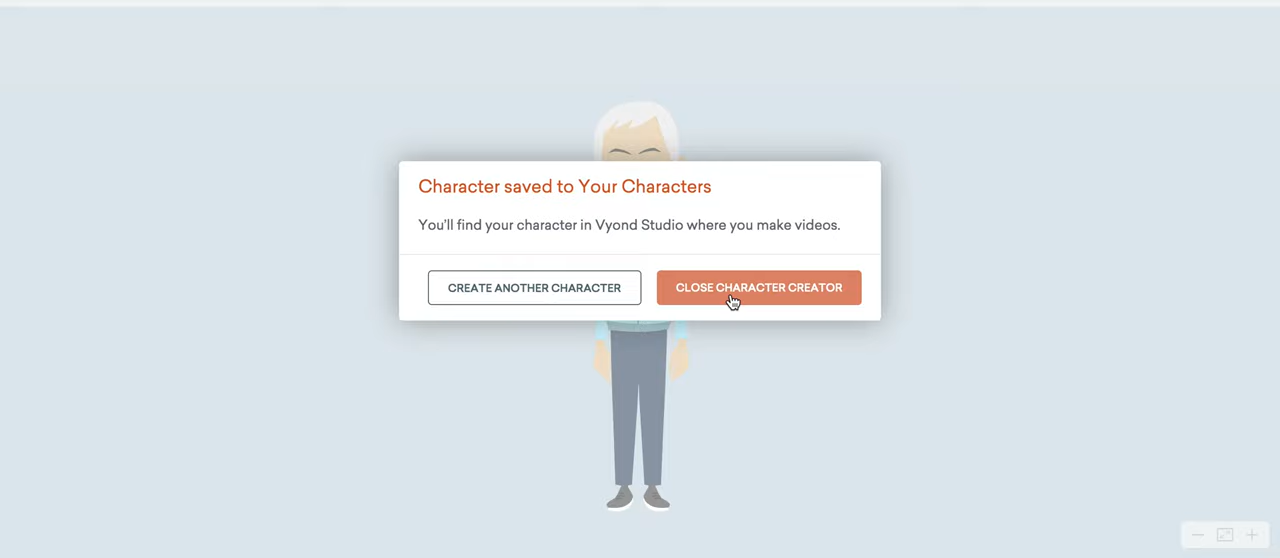 Character saved to Your Characters
You'll find your character in Vyond Studio where you make videos.
CREATE ANOTHER CHARACTER
CLOSE CHARACTER CREATOR